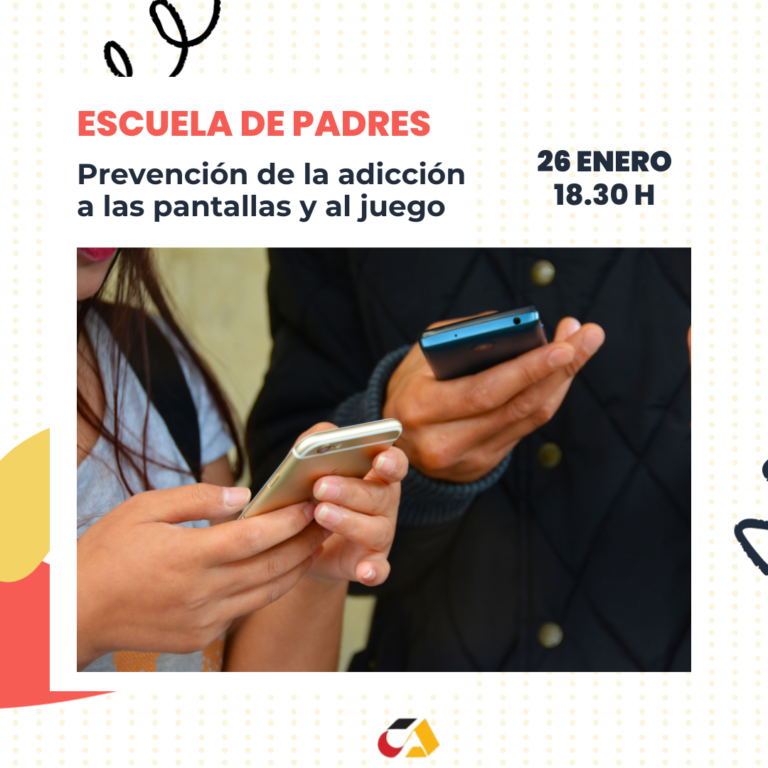 ESCUELA DE PADRES
Prevención de la adicción
a las pantallas y al juego
26 ENERO
18.30 H